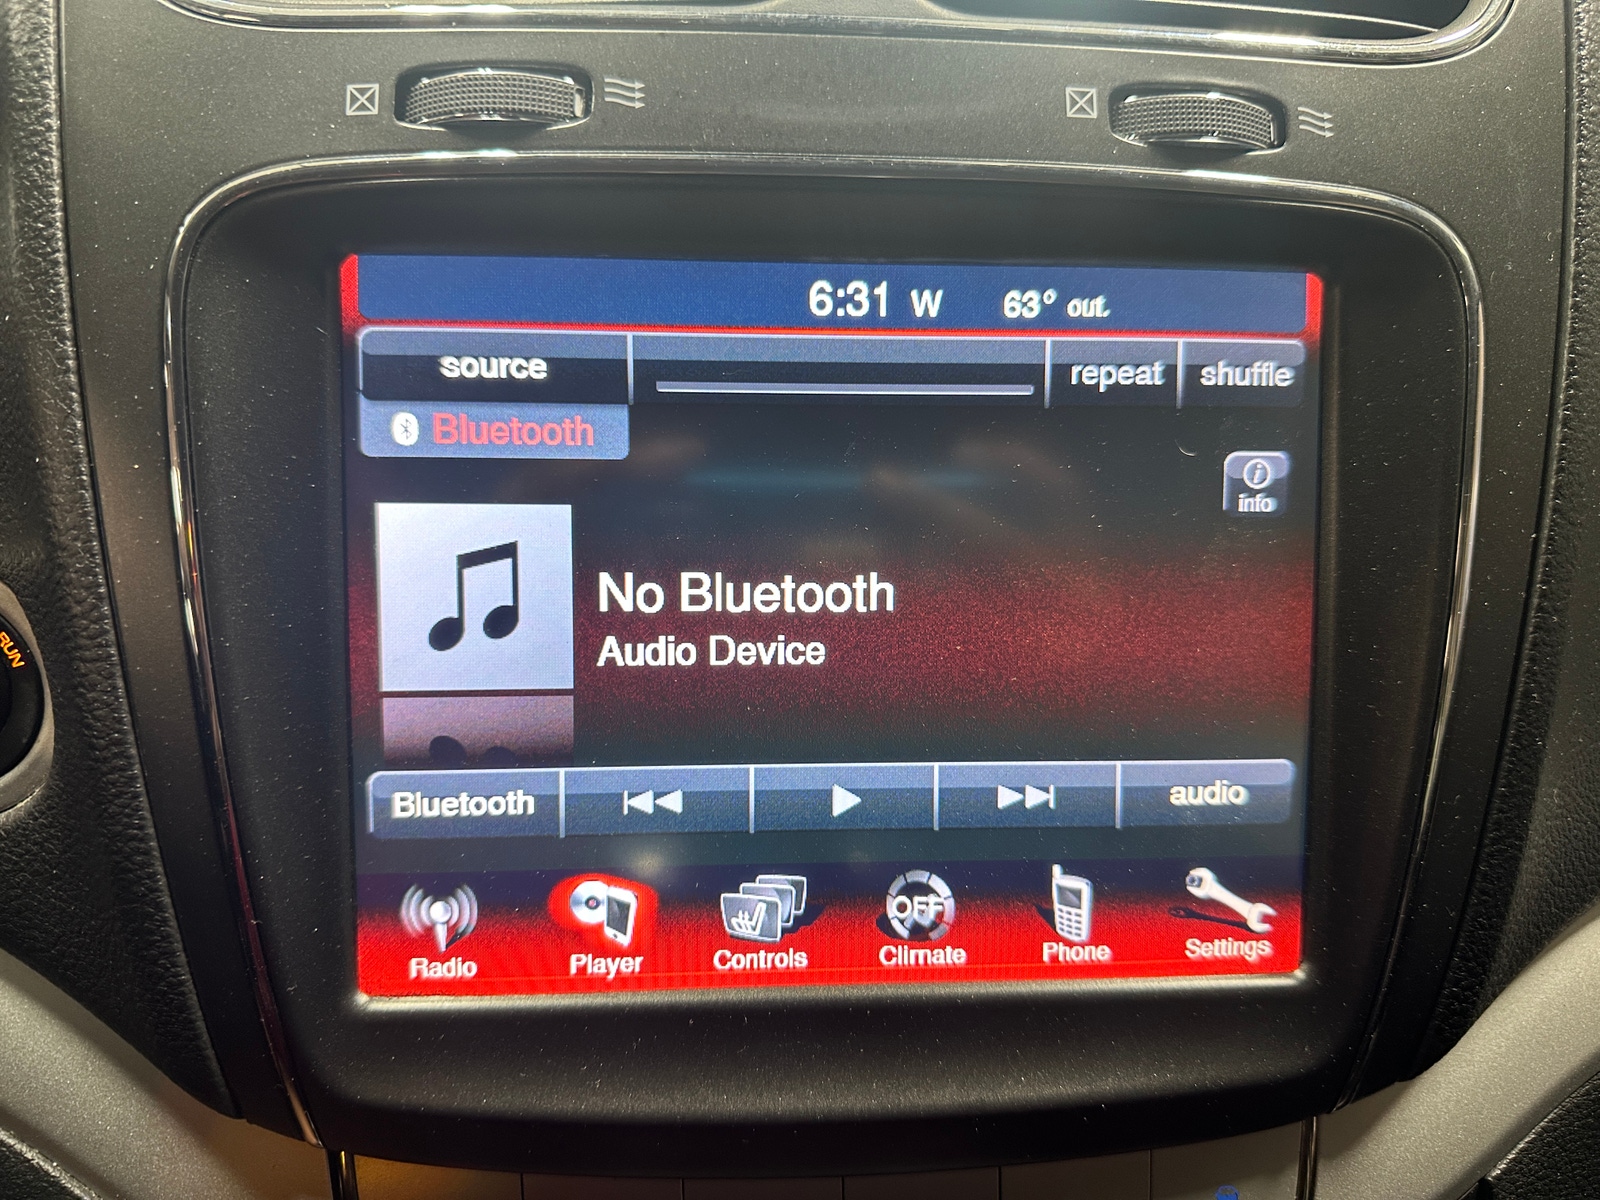 6:31 W 63° out.
source
repeat
shuffle
Bluetooth
info
No Bluetooth
Audio Device
RUN
Bluetooth
audio
OFF
Radio
Player
Controls
Climate
Phone
Settings